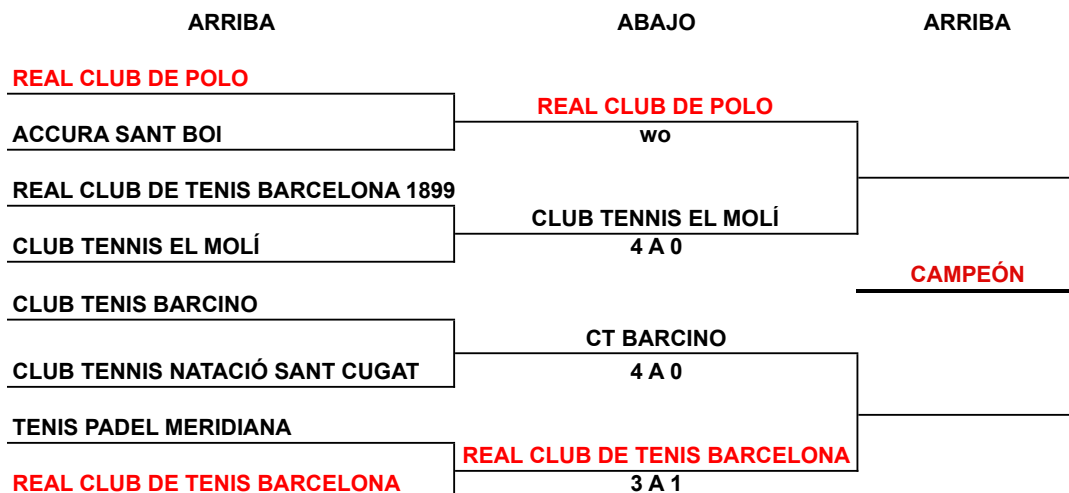 ARRIBA ABAJO ARRIBA
REAL CLUB DE POLO
REAL CLUB DE POLO
ACCURA SANT BOI
wo
REAL CLUB DE TENIS BARCELONA 1899
CLUB TENNIS EL MOLÍ
CLUB TENNIS EL MOLÍ
4 A 0
CAMPEÓN
CLUB TENIS BARCINO
CT BARCINO
CLUB TENNIS NATACIÓ SANT CUGAT
4 A 0
TENIS PADEL MERIDIANA
REAL CLUB DE TENIS BARCELONA
REAL CLUB DE TENIS BARCELONA
3 A 1